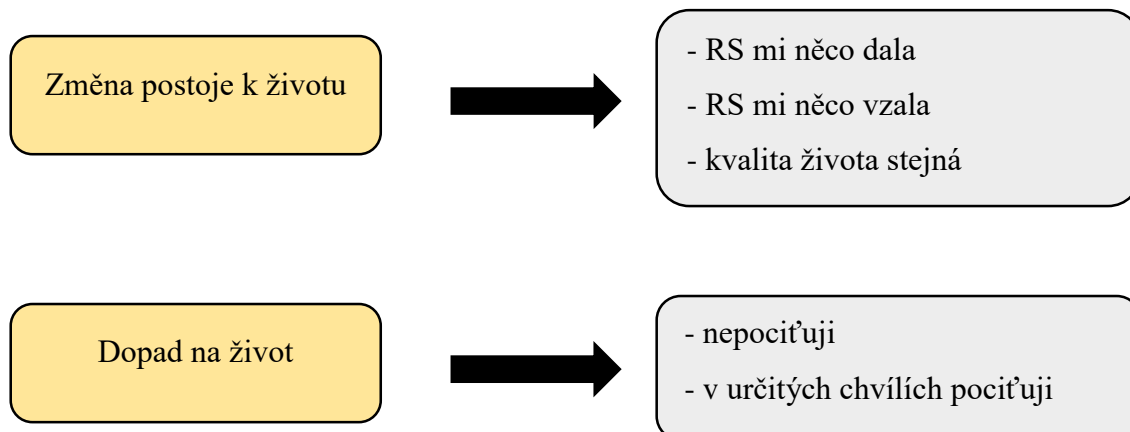 Změna postoje k životu
- RS mi něco dala
- RS mi něco vzala
- kvalita života stejná
Dopad na život
- nepociťuji
- v určitých chvílích pociťuji